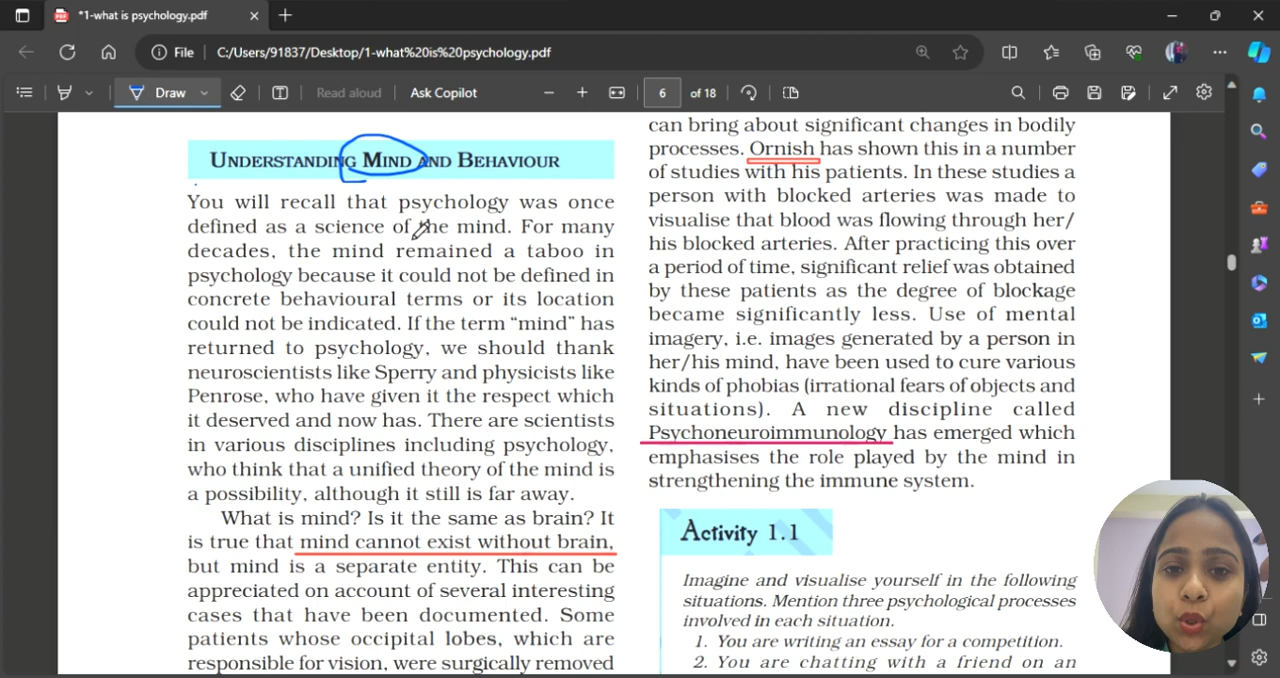 *1-what is psychology.pdf
File
C:/Users/91837/Desktop/1-what%20is%20psychology.pdf
Draw
Read aloud
Ask Copilot
6
of 18
UNDERSTANDING MIND AND BEHAVIOUR
You will recall that psychology was once
defined as a science of the mind. For many
decades, the mind remained a taboo in
psychology because it could not be defined in
concrete behavioural terms or its location
could not be indicated. If the term “mind” has
returned to psychology, we should thank
neuroscientists like Sperry and physicists like
Penrose, who have given it the respect which
it deserved and now has. There are scientists
in various disciplines including psychology,
who think that a unified theory of the mind is
a possibility, although it still is far away.
What is mind? Is it the same as brain? It
is true that mind cannot exist without brain,
but mind is a separate entity. This can be
appreciated on account of several interesting
cases that have been documented. Some
patients whose occipital lobes, which are
responsible for vision, were surgically removed
can bring about significant changes in bodily
processes. Ornish has shown this in a number
of studies with his patients. In these studies a
person with blocked arteries was made to
visualise that blood was flowing through her/
his blocked arteries. After practicing this over
a period of time, significant relief was obtained
by these patients as the degree of blockage
became significantly less. Use of mental
imagery, i.e. images generated by a person in
her/his mind, have been used to cure various
kinds of phobias (irrational fears of objects and
situations). A new discipline called
Psychoneuroimmunology has emerged which
emphasises the role played by the mind in
strengthening the immune system.
Activity 1.1
Imagine and visualise yourself in the following
situations. Mention three psychological processes
involved in each situation.
1. You are writing an essay for a competition.
2. You are chatting with a friend on an